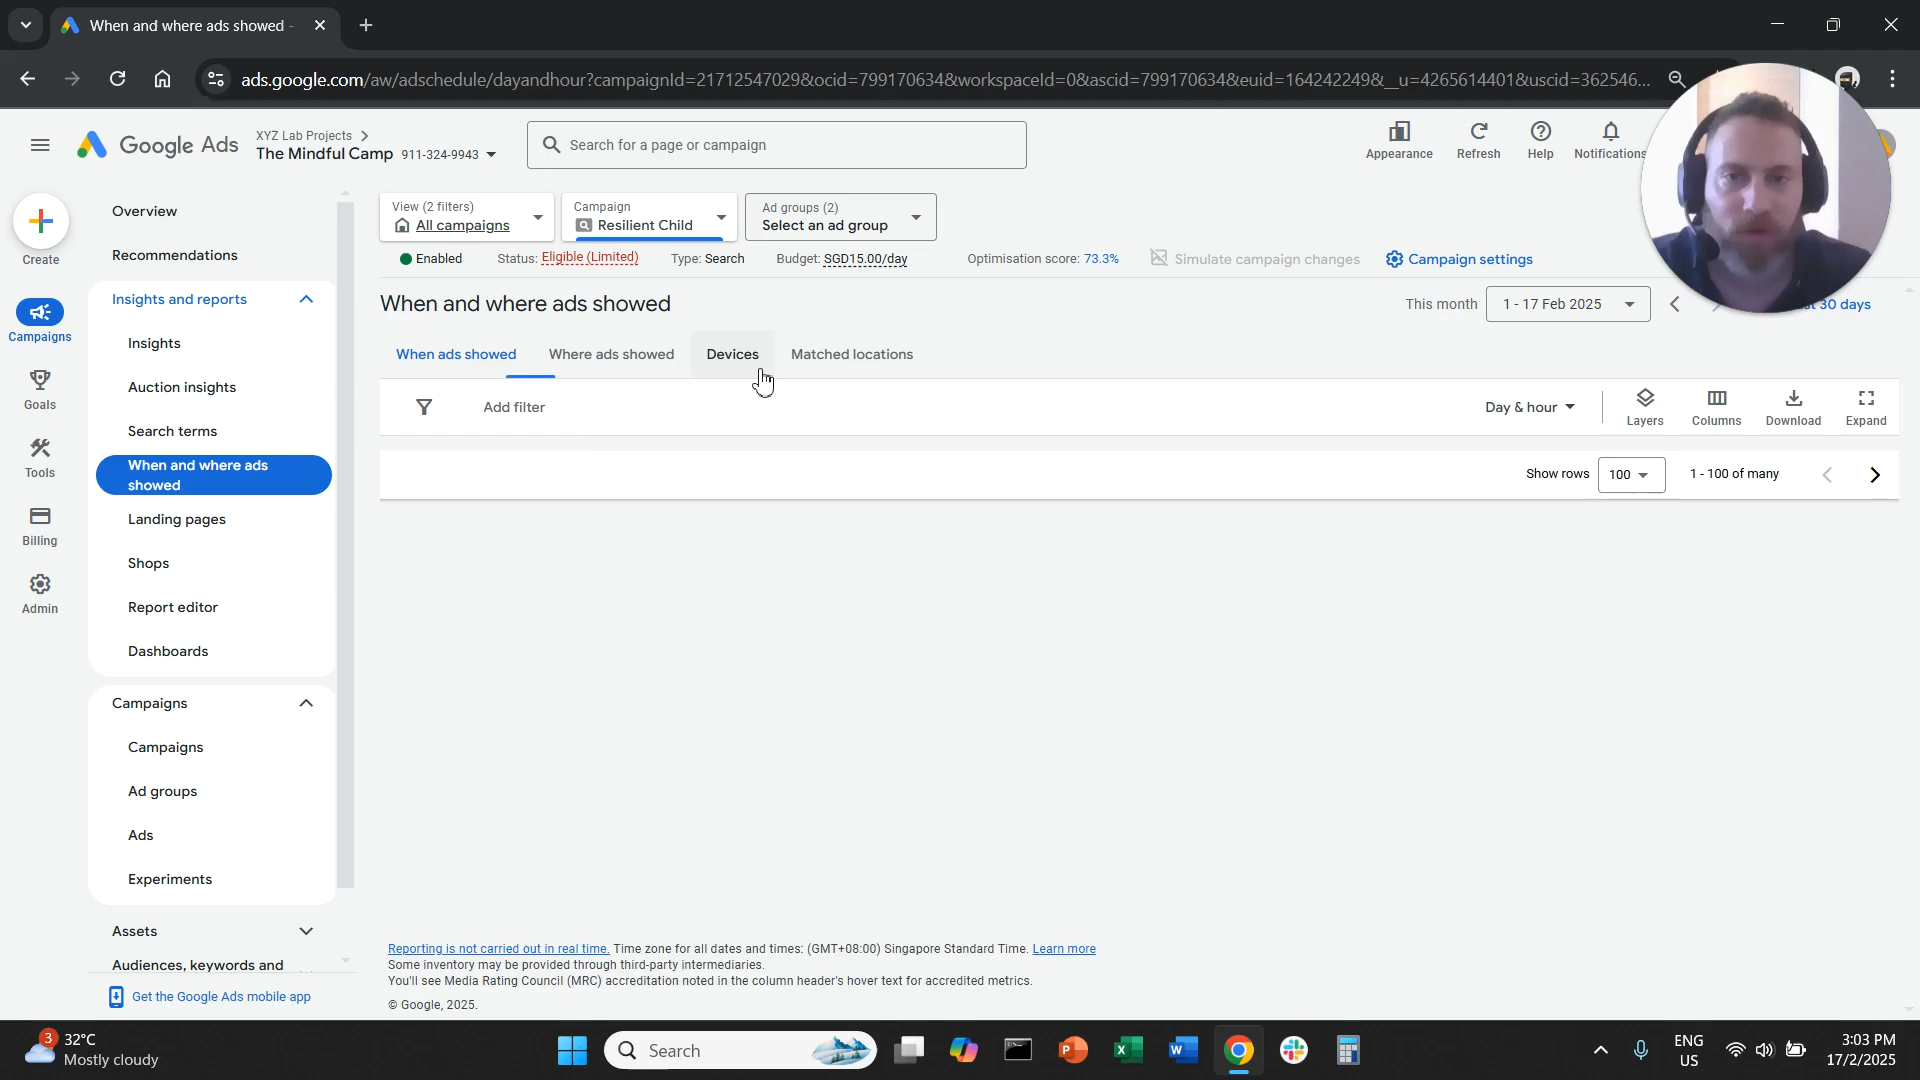 When and where ads showed -
ads.google.com/aw/adschedule/dayandhour?campaignId=21712547029&ocid=799170634&workspaceId=0&ascid=799170634&euid=164242249&__u=4265614401&uscid=362546...
Google Ads
XYZ Lab Projects >
The Mindful Camp 911-324-9943
Search for a page or campaign
Appearance
Refresh
Help
Notifications
Create
Campaigns
Goals
Tools
Billing
Admin
Overview
Recommendations
Insights and reports
Insights
Auction insights
Search terms
When and where ads
showed
Landing pages
Shops
Report editor
Dashboards
Campaigns
Campaigns
Ad groups
Ads
Experiments
Assets
Audiences, keywords and
Get the Google Ads mobile app
View (2 filters)
All campaigns
Campaign
Resilient Child
Ad groups (2)
Select an ad group
Enabled
Status: Eligible (Limited)
Type: Search
Budget: SGD15.00/day
Optimisation score: 73.3%
Simulate campaign changes
Campaign settings
When and where ads showed
This month
1 - 17 Feb 2025
30 days
When ads showed
Where ads showed
Devices
Matched locations
Add filter
Day & hour
Layers
Columns
Download
Expand
Show rows
100
1 - 100 of many
Reporting is not carried out in real time. Time zone for all dates and times: (GMT+08:00) Singapore Standard Time. Learn more
Some inventory may be provided through third-party intermediaries.
You'll see Media Rating Council (MRC) accreditation noted in the column header's hover text for accredited metrics.
© Google, 2025.
3
32°C
Mostly cloudy
Search
ENG
US
3:03 PM
17/2/2025